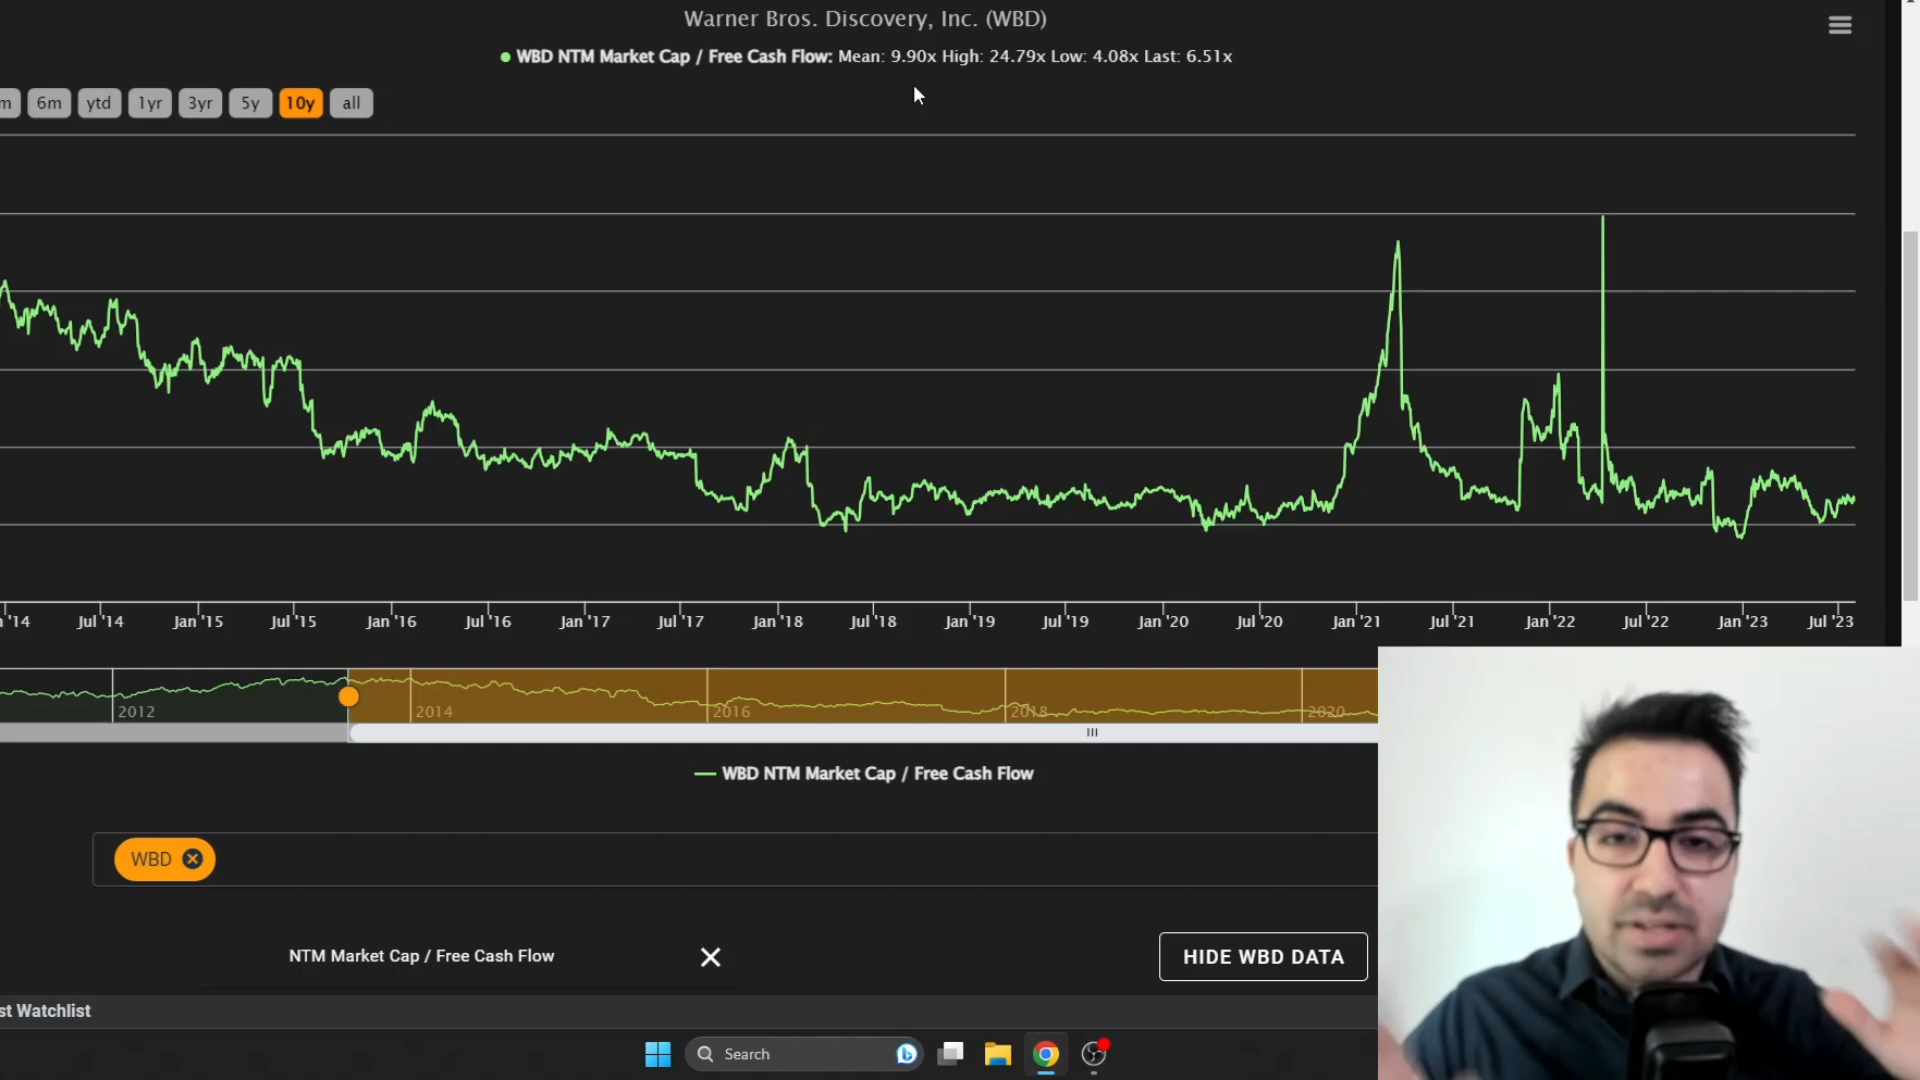 Warner Bros. Discovery, Inc. (WBD)
WBD NTM Market Cap / Free Cash Flow: Mean: 9.90x High: 24.79x Low: 4.08x Last: 6.51x
m 6m ytd 1yr 3yr 5y 10y all
'14 Jul '14 Jan '15 Jul '15 Jan '16 Jul '16 Jan '17 Jul '17 Jan '18 Jul '18 Jan '19 Jul '19 Jan '20 Jul '20 Jan '21 Jul '21 Jan '22 Jul '22 Jan '23 Jul '23
2012 2014 2016 2018 2020
WBD NTM Market Cap / Free Cash Flow
WBD
NTM Market Cap / Free Cash Flow
HIDE WBD DATA
st Watchlist
Search